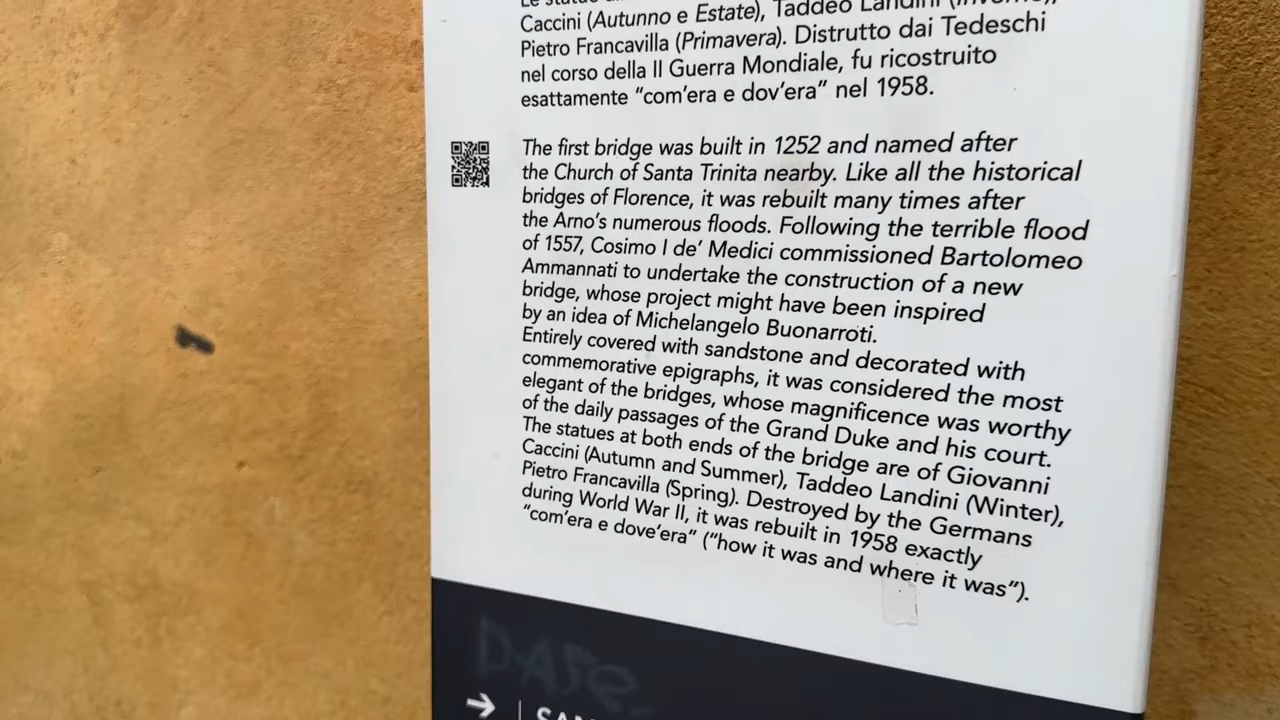 Le statue
Caccini (Autunno e Estate), Taddeo Landini (Inverno),
Pietro Francavilla (Primavera). Distrutto dai Tedeschi
nel corso della II Guerra Mondiale, fu ricostruito
esattamente “com’era e dov’era” nel 1958.
The first bridge was built in 1252 and named after
the Church of Santa Trinita nearby. Like all the historical
bridges of Florence, it was rebuilt many times after
the Arno’s numerous floods. Following the terrible flood
of 1557, Cosimo I de’ Medici commissioned Bartolomeo
Ammannati to undertake the construction of a new
bridge, whose project might have been inspired
by an idea of Michelangelo Buonarroti.
Entirely covered with sandstone and decorated with
commemorative epigraphs, it was considered the most
elegant of the bridges, whose magnificence was worthy
of the daily passages of the Grand Duke and his court.
The statues at both ends of the bridge are of Giovanni
Caccini (Autumn and Summer), Taddeo Landini (Winter),
Pietro Francavilla (Spring). Destroyed by the Germans
during World War II, it was rebuilt in 1958 exactly
“com’era e dove’era” (“how it was and where it was”).